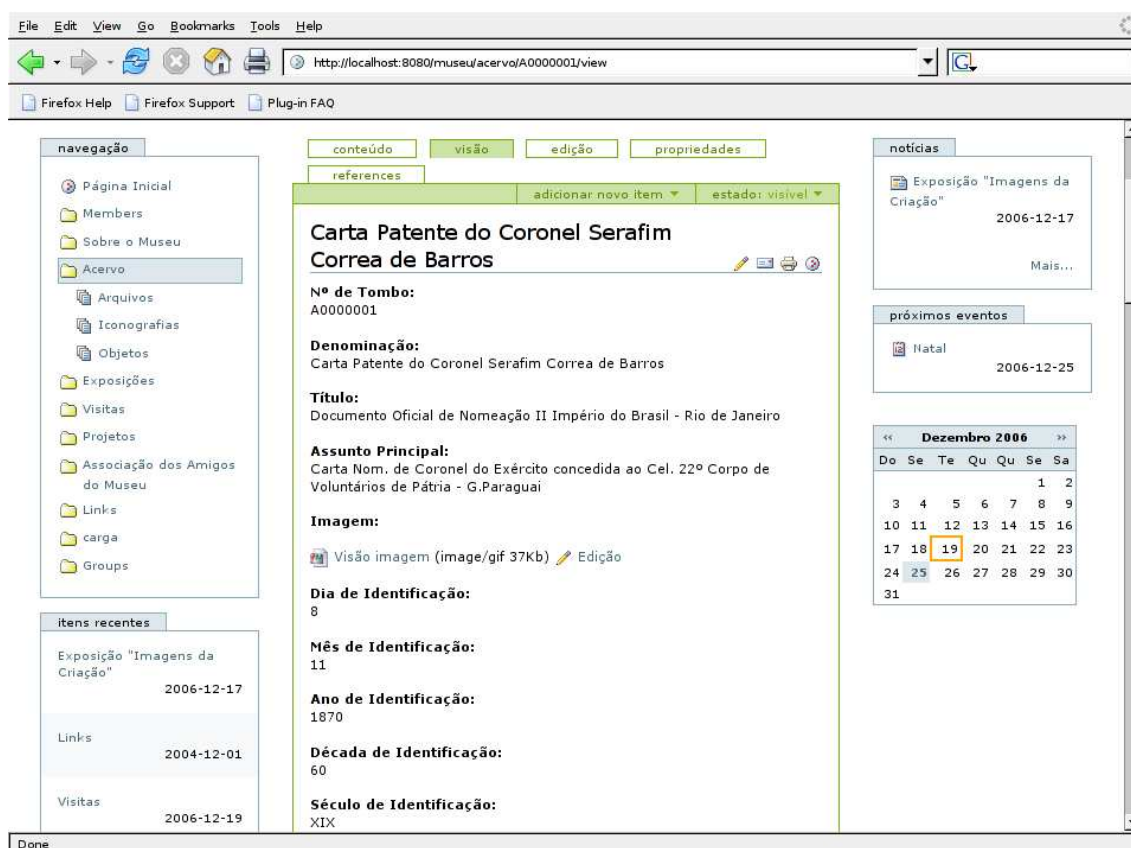 File Edit View Go Bookmarks Tools Help
http://localhost:8080/museu/acervo/A0000001/view
G
Firefox Help Firefox Support Plug-in FAQ
navegação
Página Inicial
Members
Sobre o Museu
Acervo
Arquivos
Iconografias
Objetos
Exposições
Visitas
Projetos
Associação dos Amigos
do Museu
Links
carga
Groups
itens recentes
Exposição "Imagens da
Criação"
2006-12-17
Links
2004-12-01
Visitas
2006-12-19
conteúdo visão edição propriedades
references
adicionar novo item estado: visível
Carta Patente do Coronel Serafim
Correa de Barros
Nº de Tombo:
A0000001
Denominação:
Carta Patente do Coronel Serafim Correa de Barros
Título:
Documento Oficial de Nomeação II Império do Brasil - Rio de Janeiro
Assunto Principal:
Carta Nom. de Coronel do Exército concedida ao Cel. 22º Corpo de
Voluntários de Pátria - G.Paraguai
Imagem:
Visão imagem (image/gif 37Kb) Edição
Dia de Identificação:
8
Mês de Identificação:
11
Ano de Identificação:
1870
Década de Identificação:
60
Século de Identificação:
XIX
notícias
Exposição "Imagens da
Criação"
2006-12-17
Mais...
próximos eventos
Natal
2006-12-25
« Dezembro 2006 »
Do Se Te Qu Qu Se Sa
1 2
3 4 5 6 7 8 9
10 11 12 13 14 15 16
17 18 19 20 21 22 23
24 25 26 27 28 29 30
31
Done